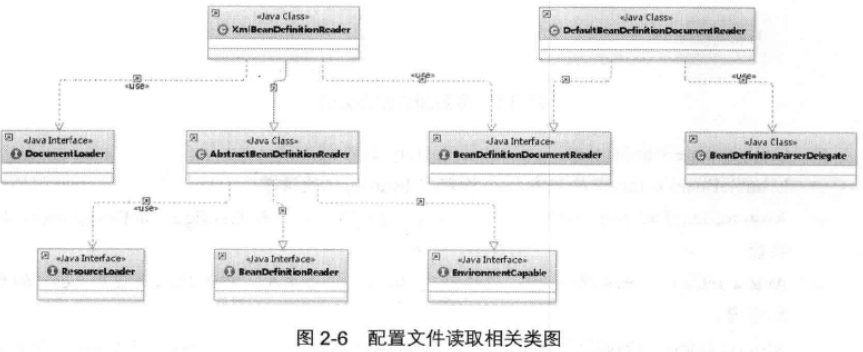 «Java Class»
XmlBeanDefinitionReader
«Java Class»
DefaultBeanDefinitionDocumentReader
«use»
«use»
«use»
«Java Interface»
DocumentLoader
«Java Class»
AbstractBeanDefinitionReader
«Java Interface»
BeanDefinitionDocumentReader
«Java Class»
BeanDefinitionParserDelegate
«use»
«Java Interface»
ResourceLoader
«Java Interface»
BeanDefinitionReader
«Java Interface»
EnvironmentCapable
图 2-6 配置文件读取相关类图